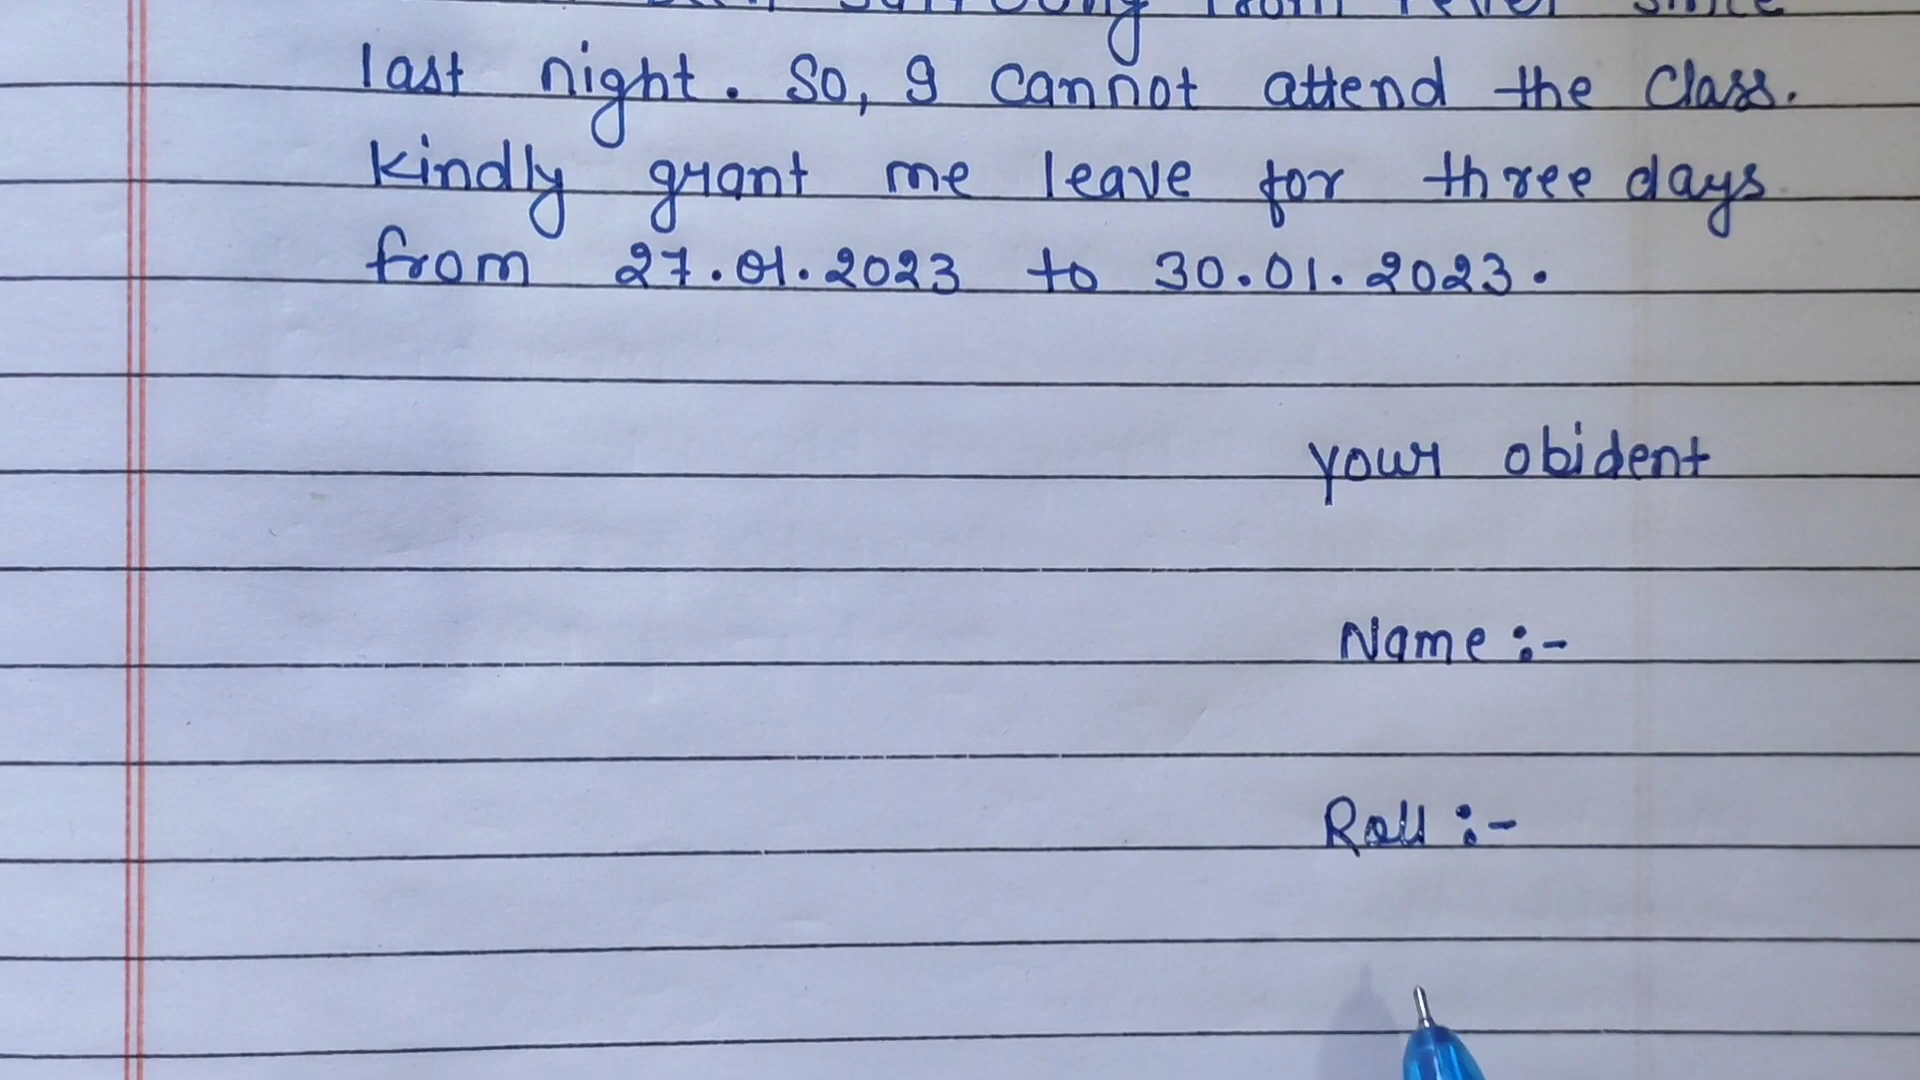 since
last night. So, I cannot attend the class.
Kindly grant me leave for three days
from 27.01.2023 to 30.01.2023.
your obident
Name :-
Roll :-